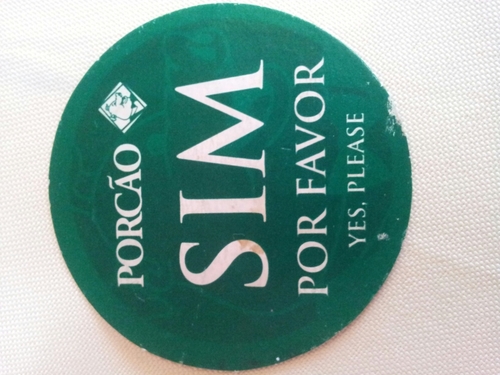 PORCÃO
SIM
POR FAVOR
YES, PLEASE